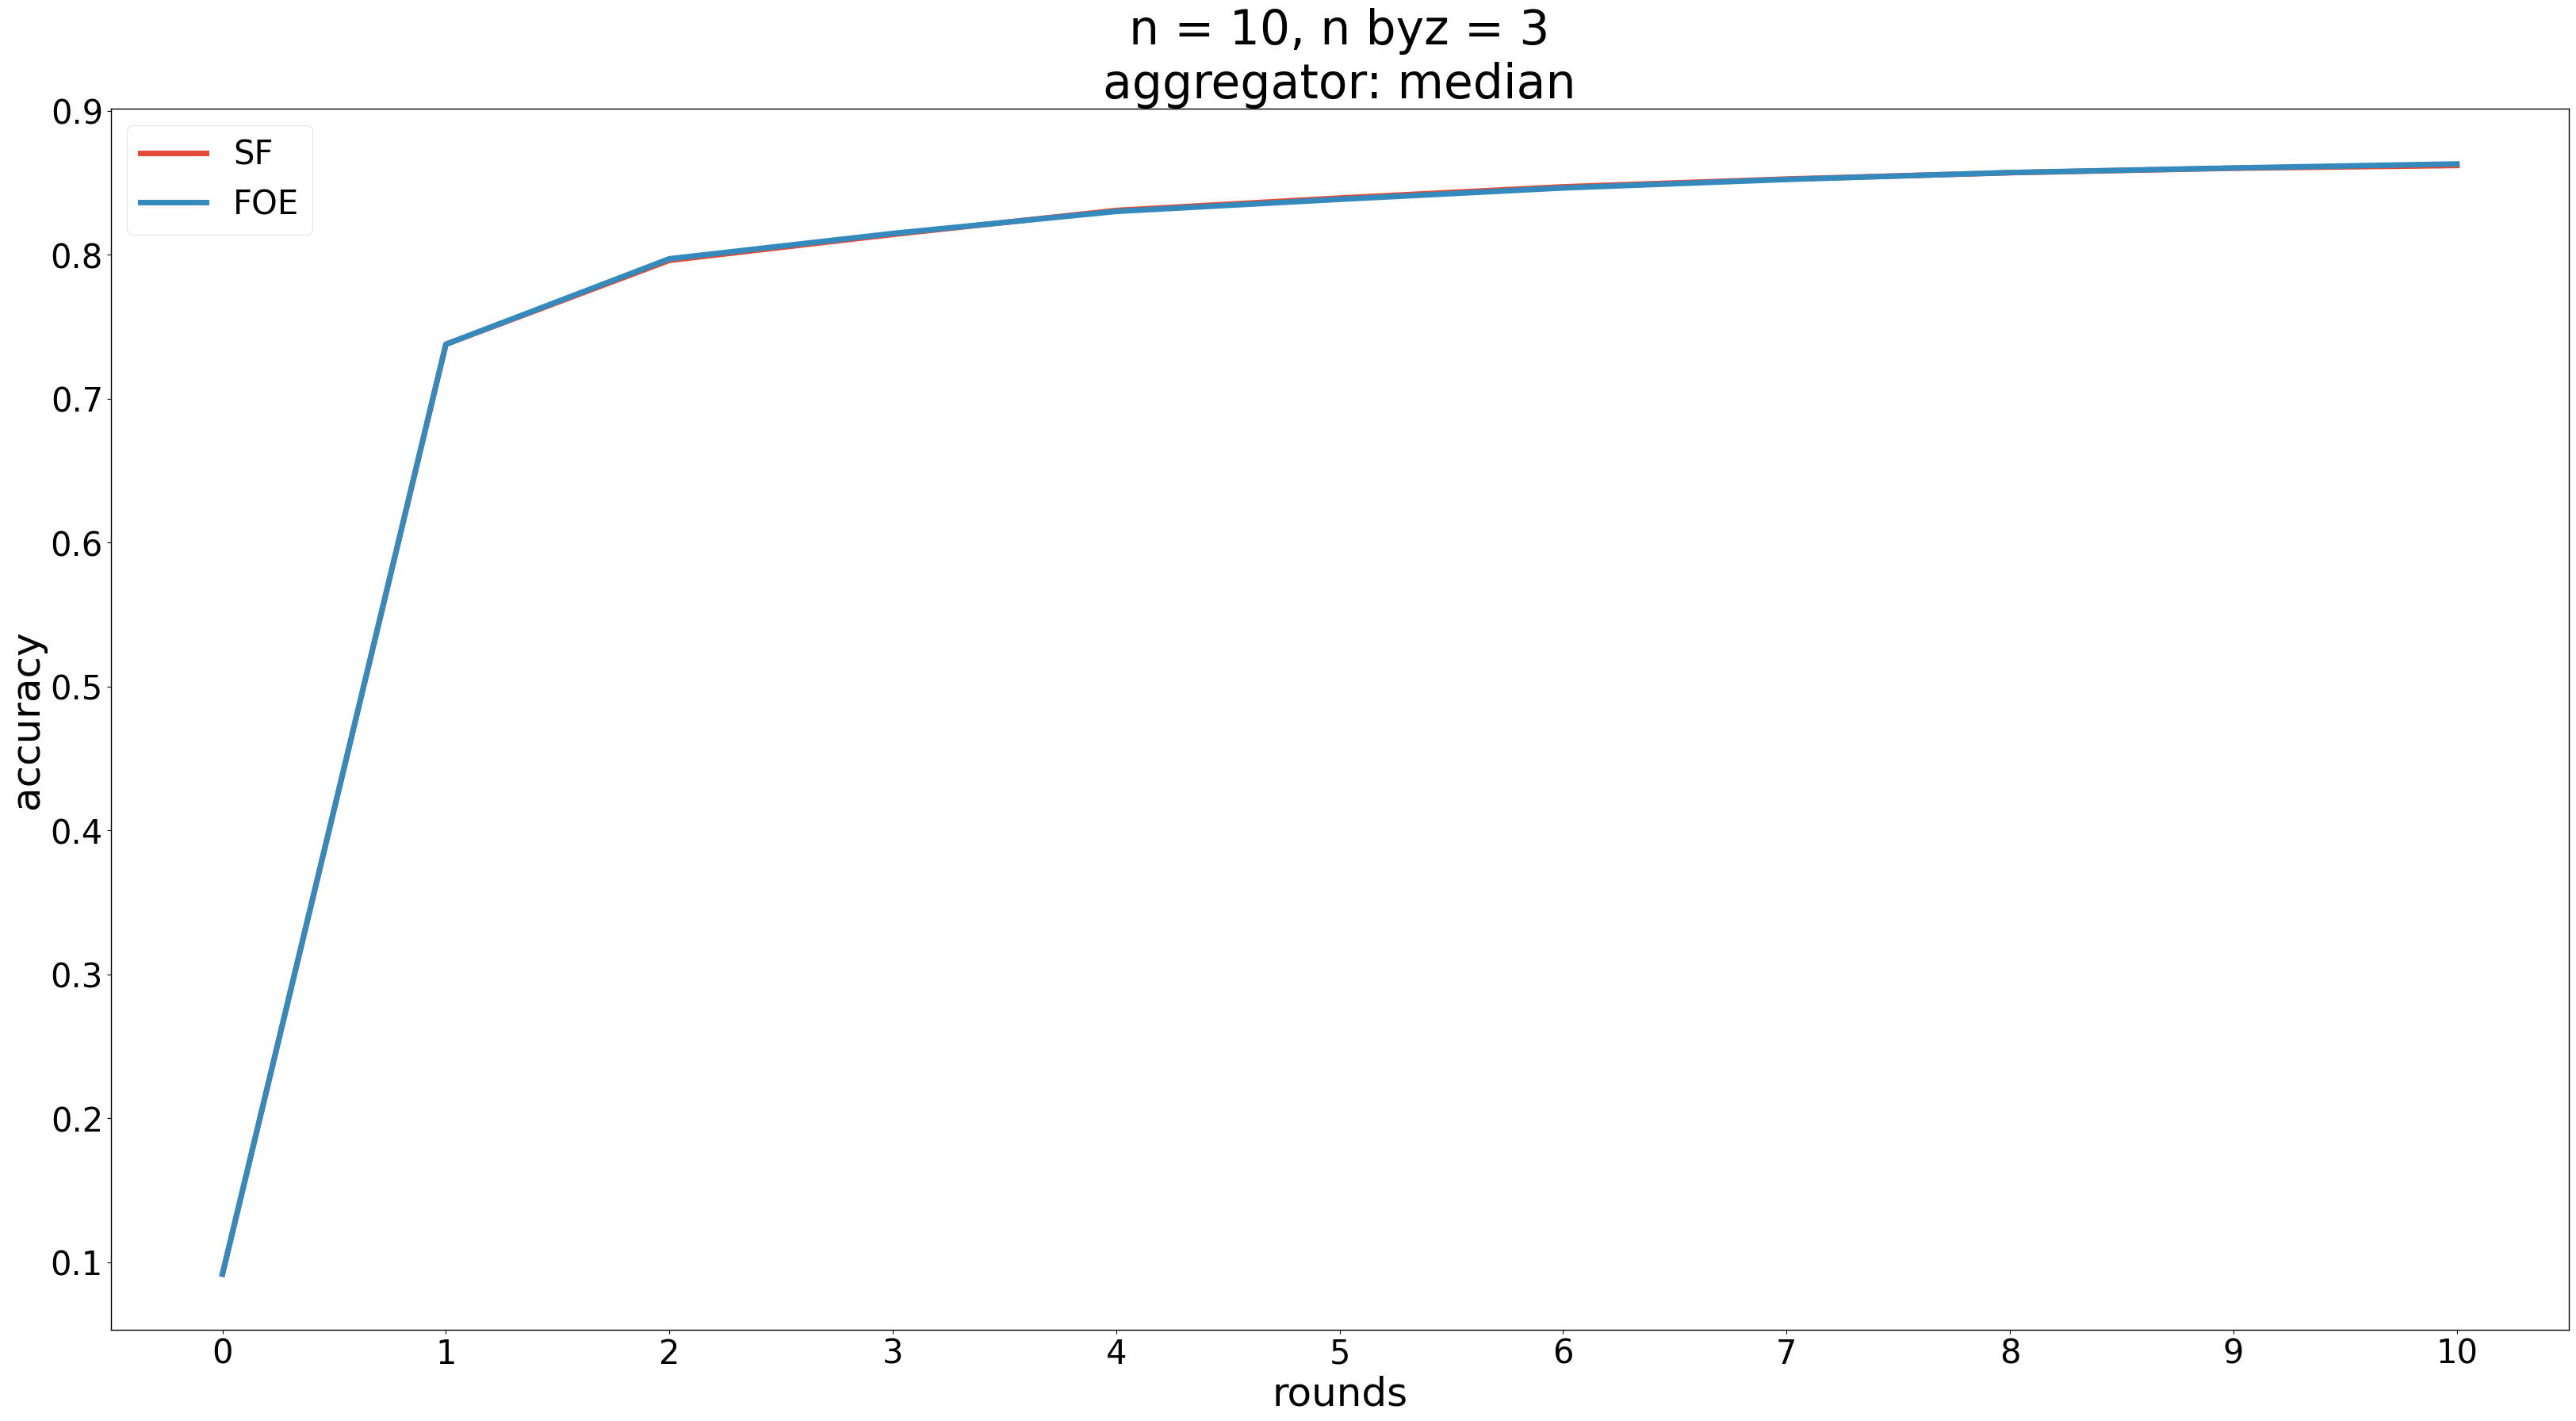 n = 10, n byz = 3
aggregator: median
SF
FOE
0.9
0.8
0.7
0.6
0.5
0.4
0.3
0.2
0.1
accuracy
0 1 2 3 4 5 6 7 8 9 10
rounds